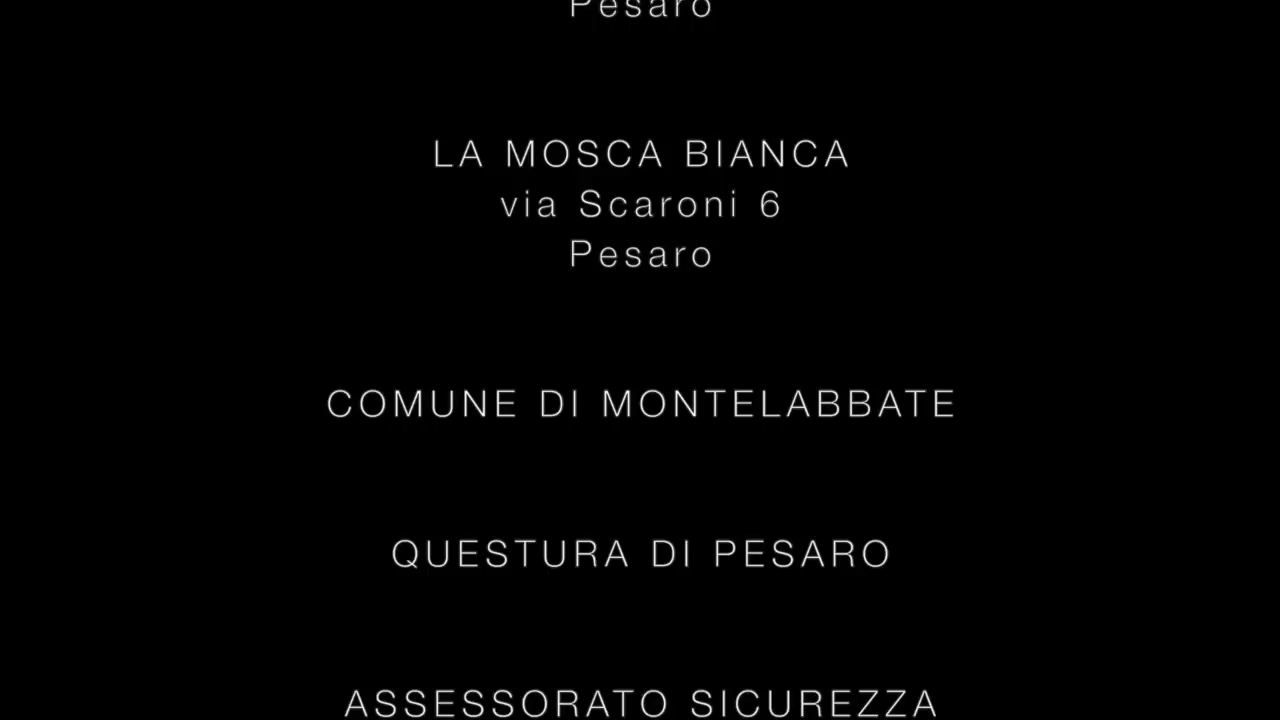 Pesaro
LA MOSCA BIANCA
via Scaroni 6
Pesaro
COMUNE DI MONTELABBATE
QUESTURA DI PESARO
ASSESSORATO SICUREZZA